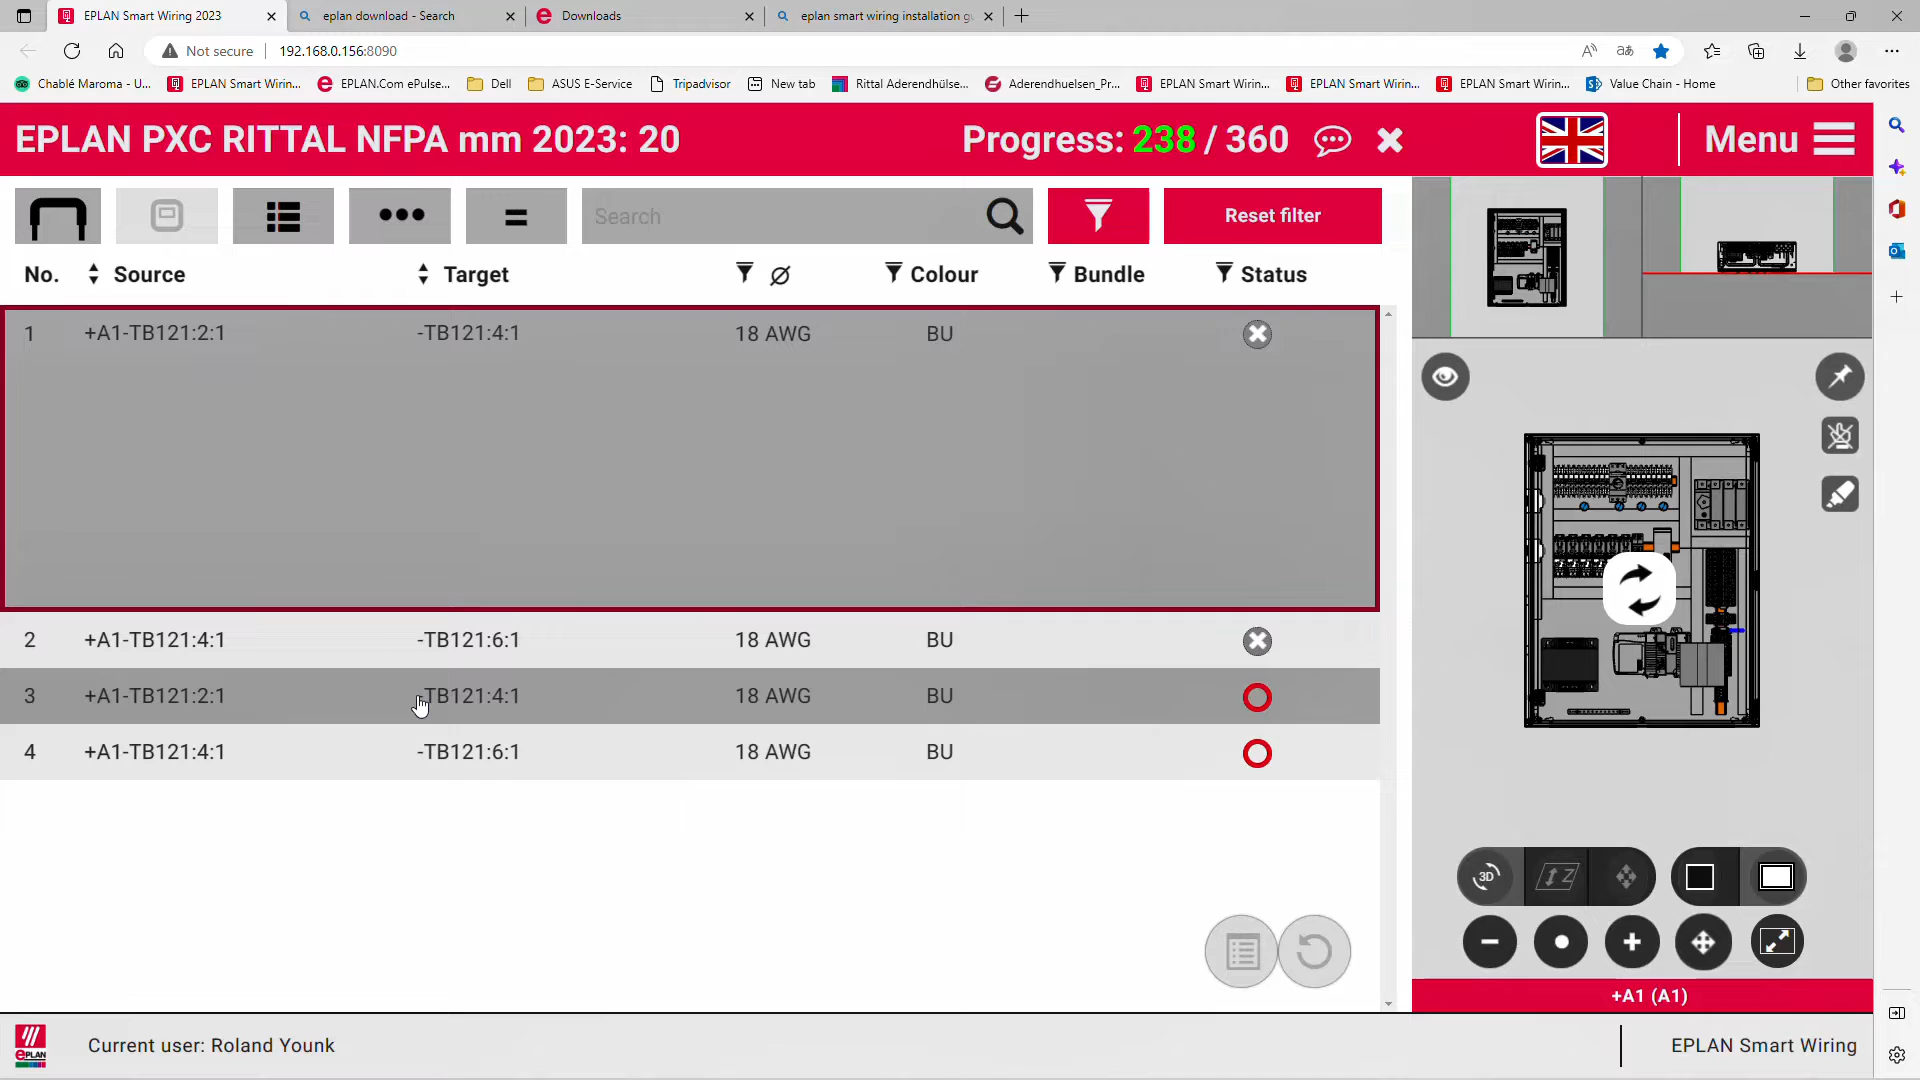 EPLAN Smart Wiring 2023
eplan download - Search
Downloads
eplan smart wiring installation g
Not secure
192.168.0.156:8090
Chablé Maroma - U...
EPLAN Smart Wirin...
EPLAN.Com ePulse...
Dell
ASUS E-Service
Tripadvisor
New tab
Rittal Aderendhülse...
Aderendhuelsen_Pr...
EPLAN Smart Wirin...
EPLAN Smart Wirin...
EPLAN Smart Wirin...
Value Chain - Home
Other favorites
EPLAN PXC RITTAL NFPA mm 2023: 20
Progress: 238 / 360
Menu
Search
Reset filter
No. Source Target Ø Colour Bundle Status
1 +A1-TB121:2:1 -TB121:4:1 18 AWG BU
2 +A1-TB121:4:1 -TB121:6:1 18 AWG BU
3 +A1-TB121:2:1 -TB121:4:1 18 AWG BU
4 +A1-TB121:4:1 -TB121:6:1 18 AWG BU
3D
Z
+A1 (A1)
ePLAN
Current user: Roland Younk
EPLAN Smart Wiring